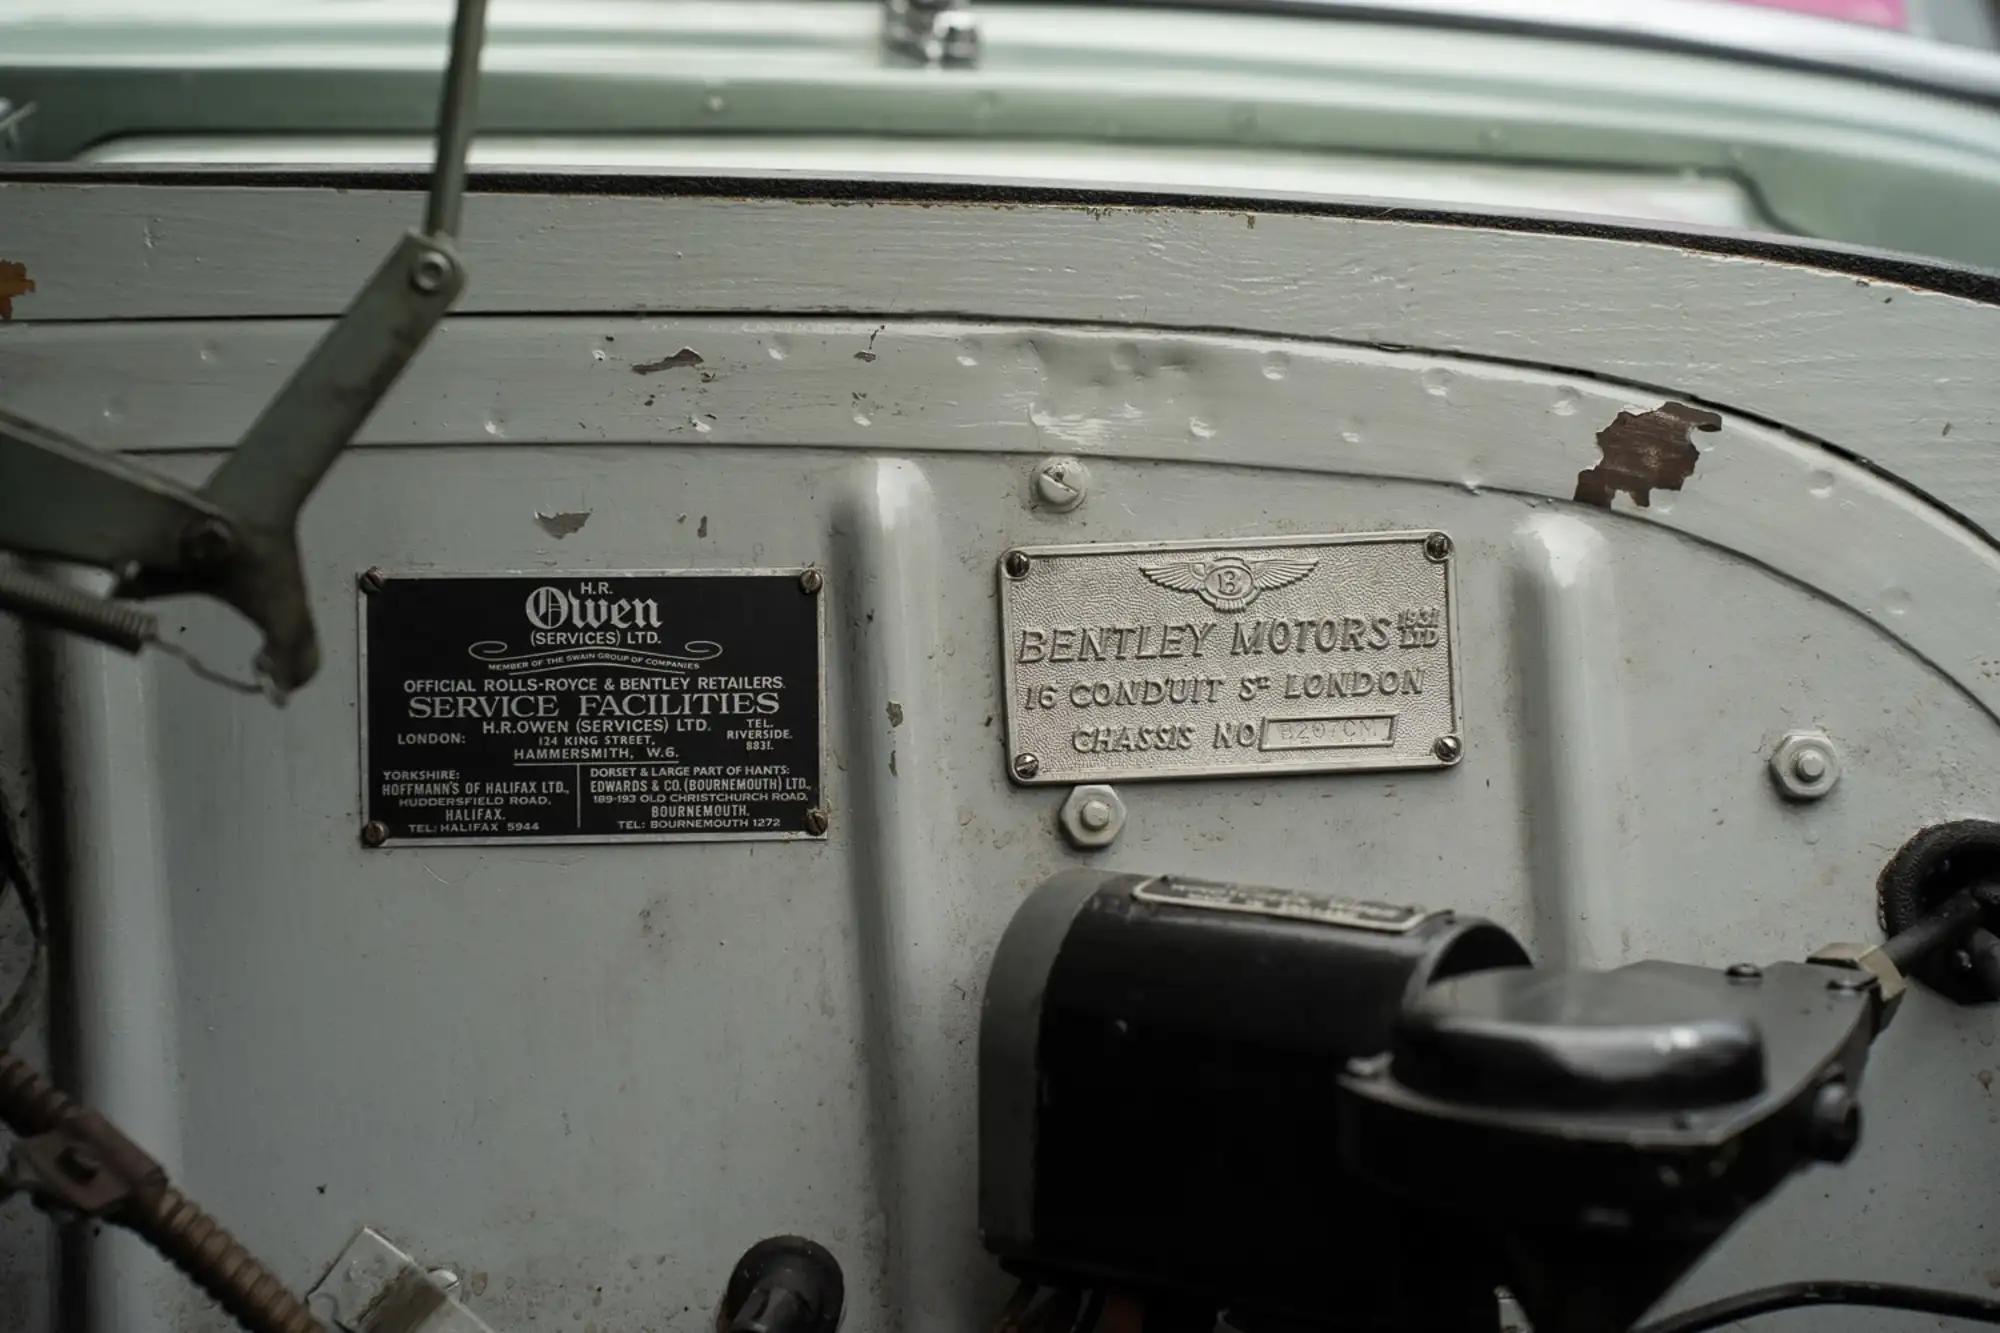 H.R.
Owen
(SERVICES) LTD.
MEMBER OF THE SWAIN GROUP OF COMPANIES
OFFICIAL ROLLS-ROYCE & BENTLEY RETAILERS.
SERVICE FACILITIES
LONDON:
H.R.OWEN (SERVICES) LTD.
124 KING STREET,
HAMMERSMITH, W.6.
TEL.
RIVERSIDE.
8831.
YORKSHIRE:
HOFFMANN'S OF HALIFAX LTD.,
HUDDERSFIELD ROAD,
HALIFAX.
TEL: HALIFAX 5944
DORSET & LARGE PART OF HANTS:
EDWARDS & CO. (BOURNEMOUTH) LTD.,
189-193 OLD CHRISTCHURCH ROAD,
BOURNEMOUTH.
TEL: BOURNEMOUTH 1272
B
BENTLEY MOTORS 1931 LTD
16 CONDUIT ST LONDON
CHASSIS NO B207CM